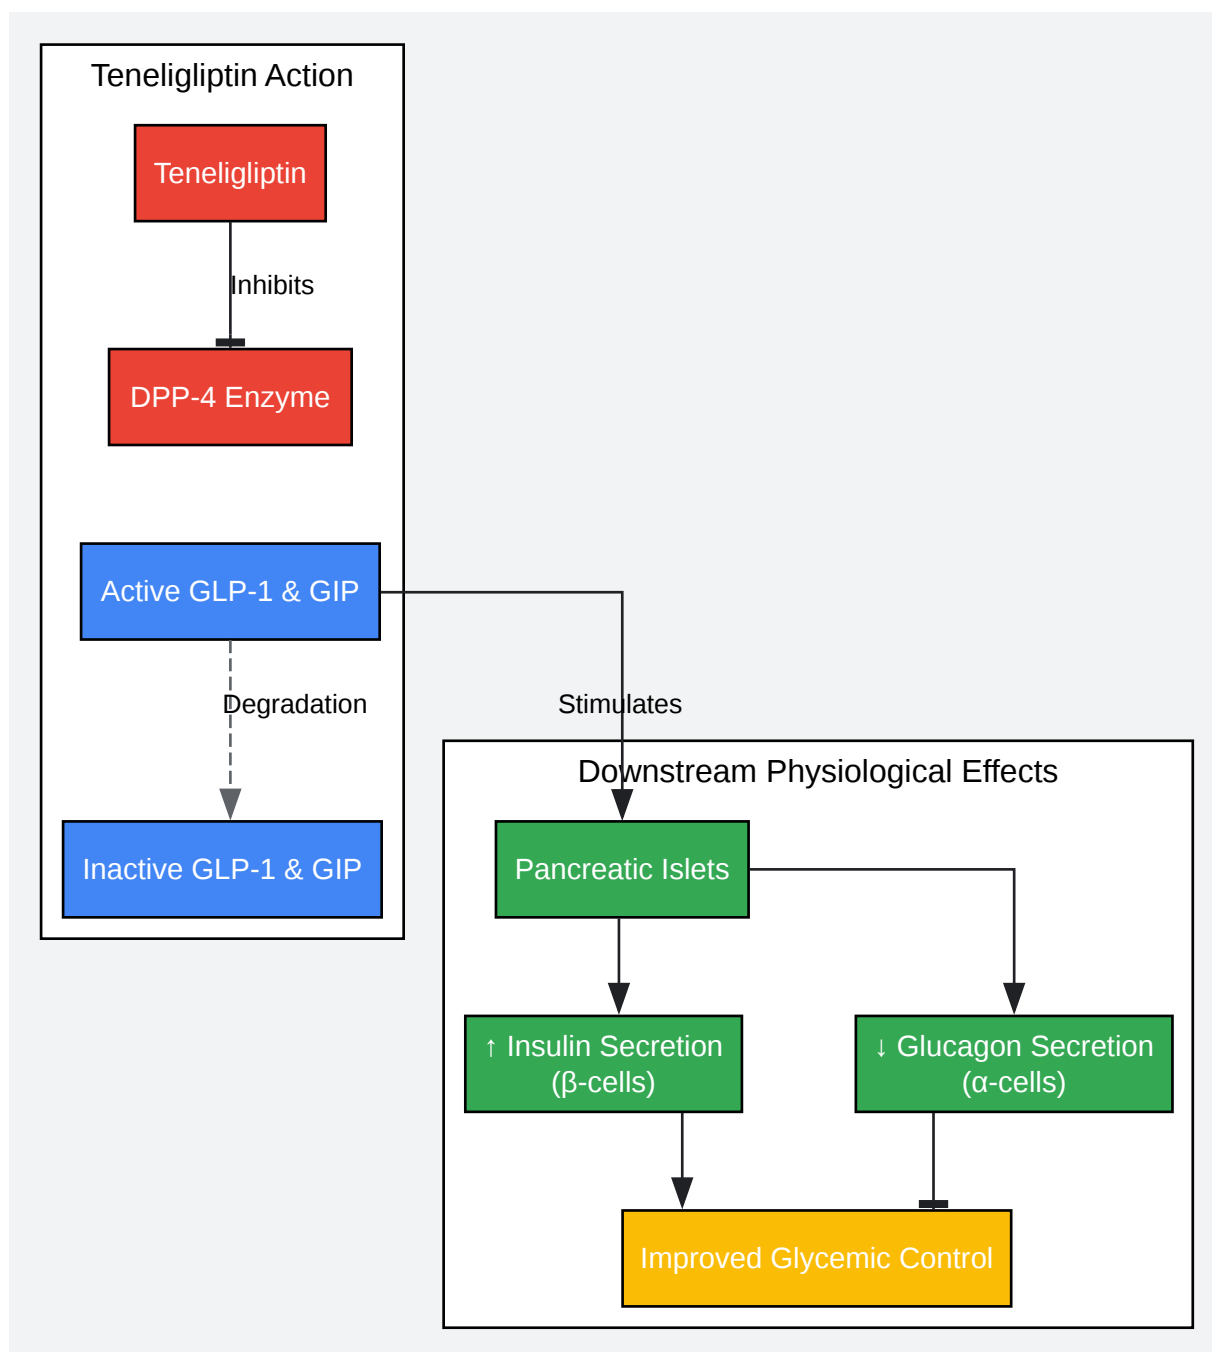 Teneligliptin Action
Teneligliptin
Inhibits
DPP-4 Enzyme
Active GLP-1 & GIP
Degradation
Stimulates
Inactive GLP-1 & GIP
Downstream Physiological Effects
Pancreatic Islets
↑ Insulin Secretion
(β-cells)
↓ Glucagon Secretion
(α-cells)
Improved Glycemic Control